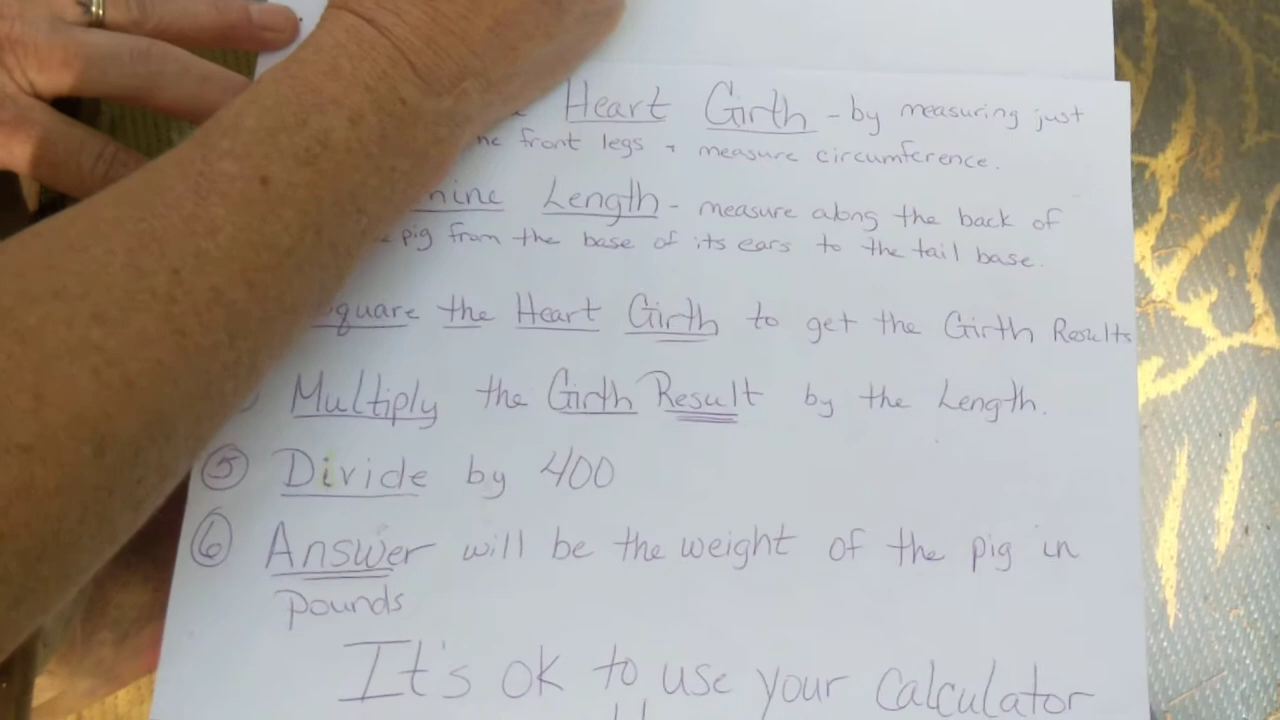 Heart Girth - by measuring just
front legs + measure circumference.
Length - measure along the back of
pig from the base of its ears to the tail base.
the Heart Girth to get the Girth Results
Multiply the Girth Result by the Length.
5 Divide by 400
6 Answer will be the weight of the pig in
pounds
It's ok to use your calculator